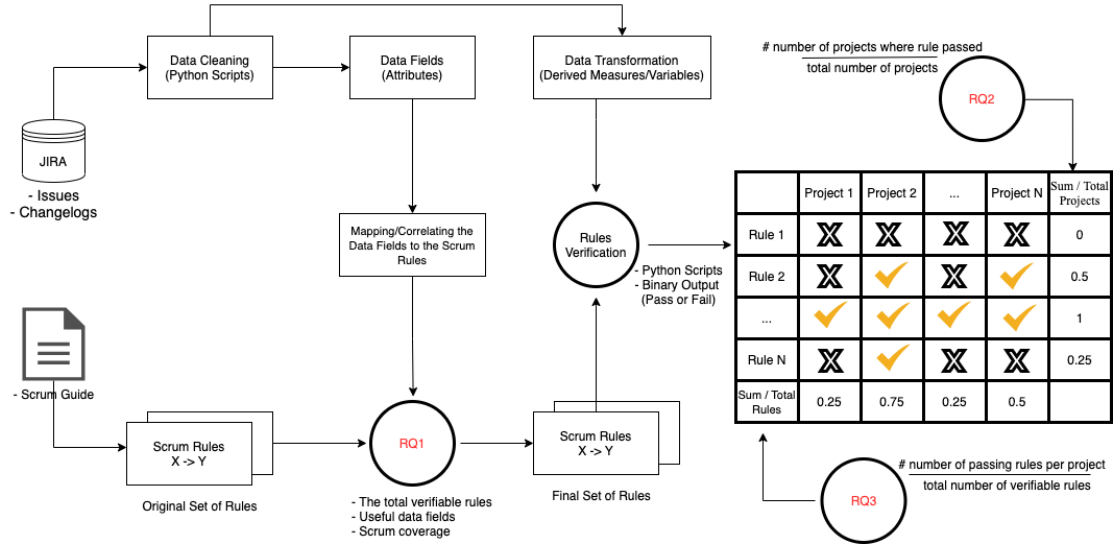 Data Cleaning
(Python Scripts)
Data Fields
(Attributes)
Data Transformation
(Derived Measures/Variables)
# number of projects where rule passed
total number of projects
RQ2
JIRA
- Issues
- Changelogs
Mapping/Correlating the
Data Fields to the Scrum
Rules
Rules
Verification
- Python Scripts
- Binary Output
(Pass or Fail)
Project 1 Project 2 ... Project N Sum / Total
Projects
Rule 1 X X X X 0
Rule 2 X ✓ X ✓ 0.5
... ✓ ✓ ✓ ✓ 1
Rule N X ✓ X X 0.25
Sum / Total
Rules 0.25 0.75 0.25 0.5
- Scrum Guide
Scrum Rules
X -> Y
Original Set of Rules
RQ1
- The total verifiable rules
- Useful data fields
- Scrum coverage
Scrum Rules
X -> Y
Final Set of Rules
RQ3
# number of passing rules per project
total number of verifiable rules